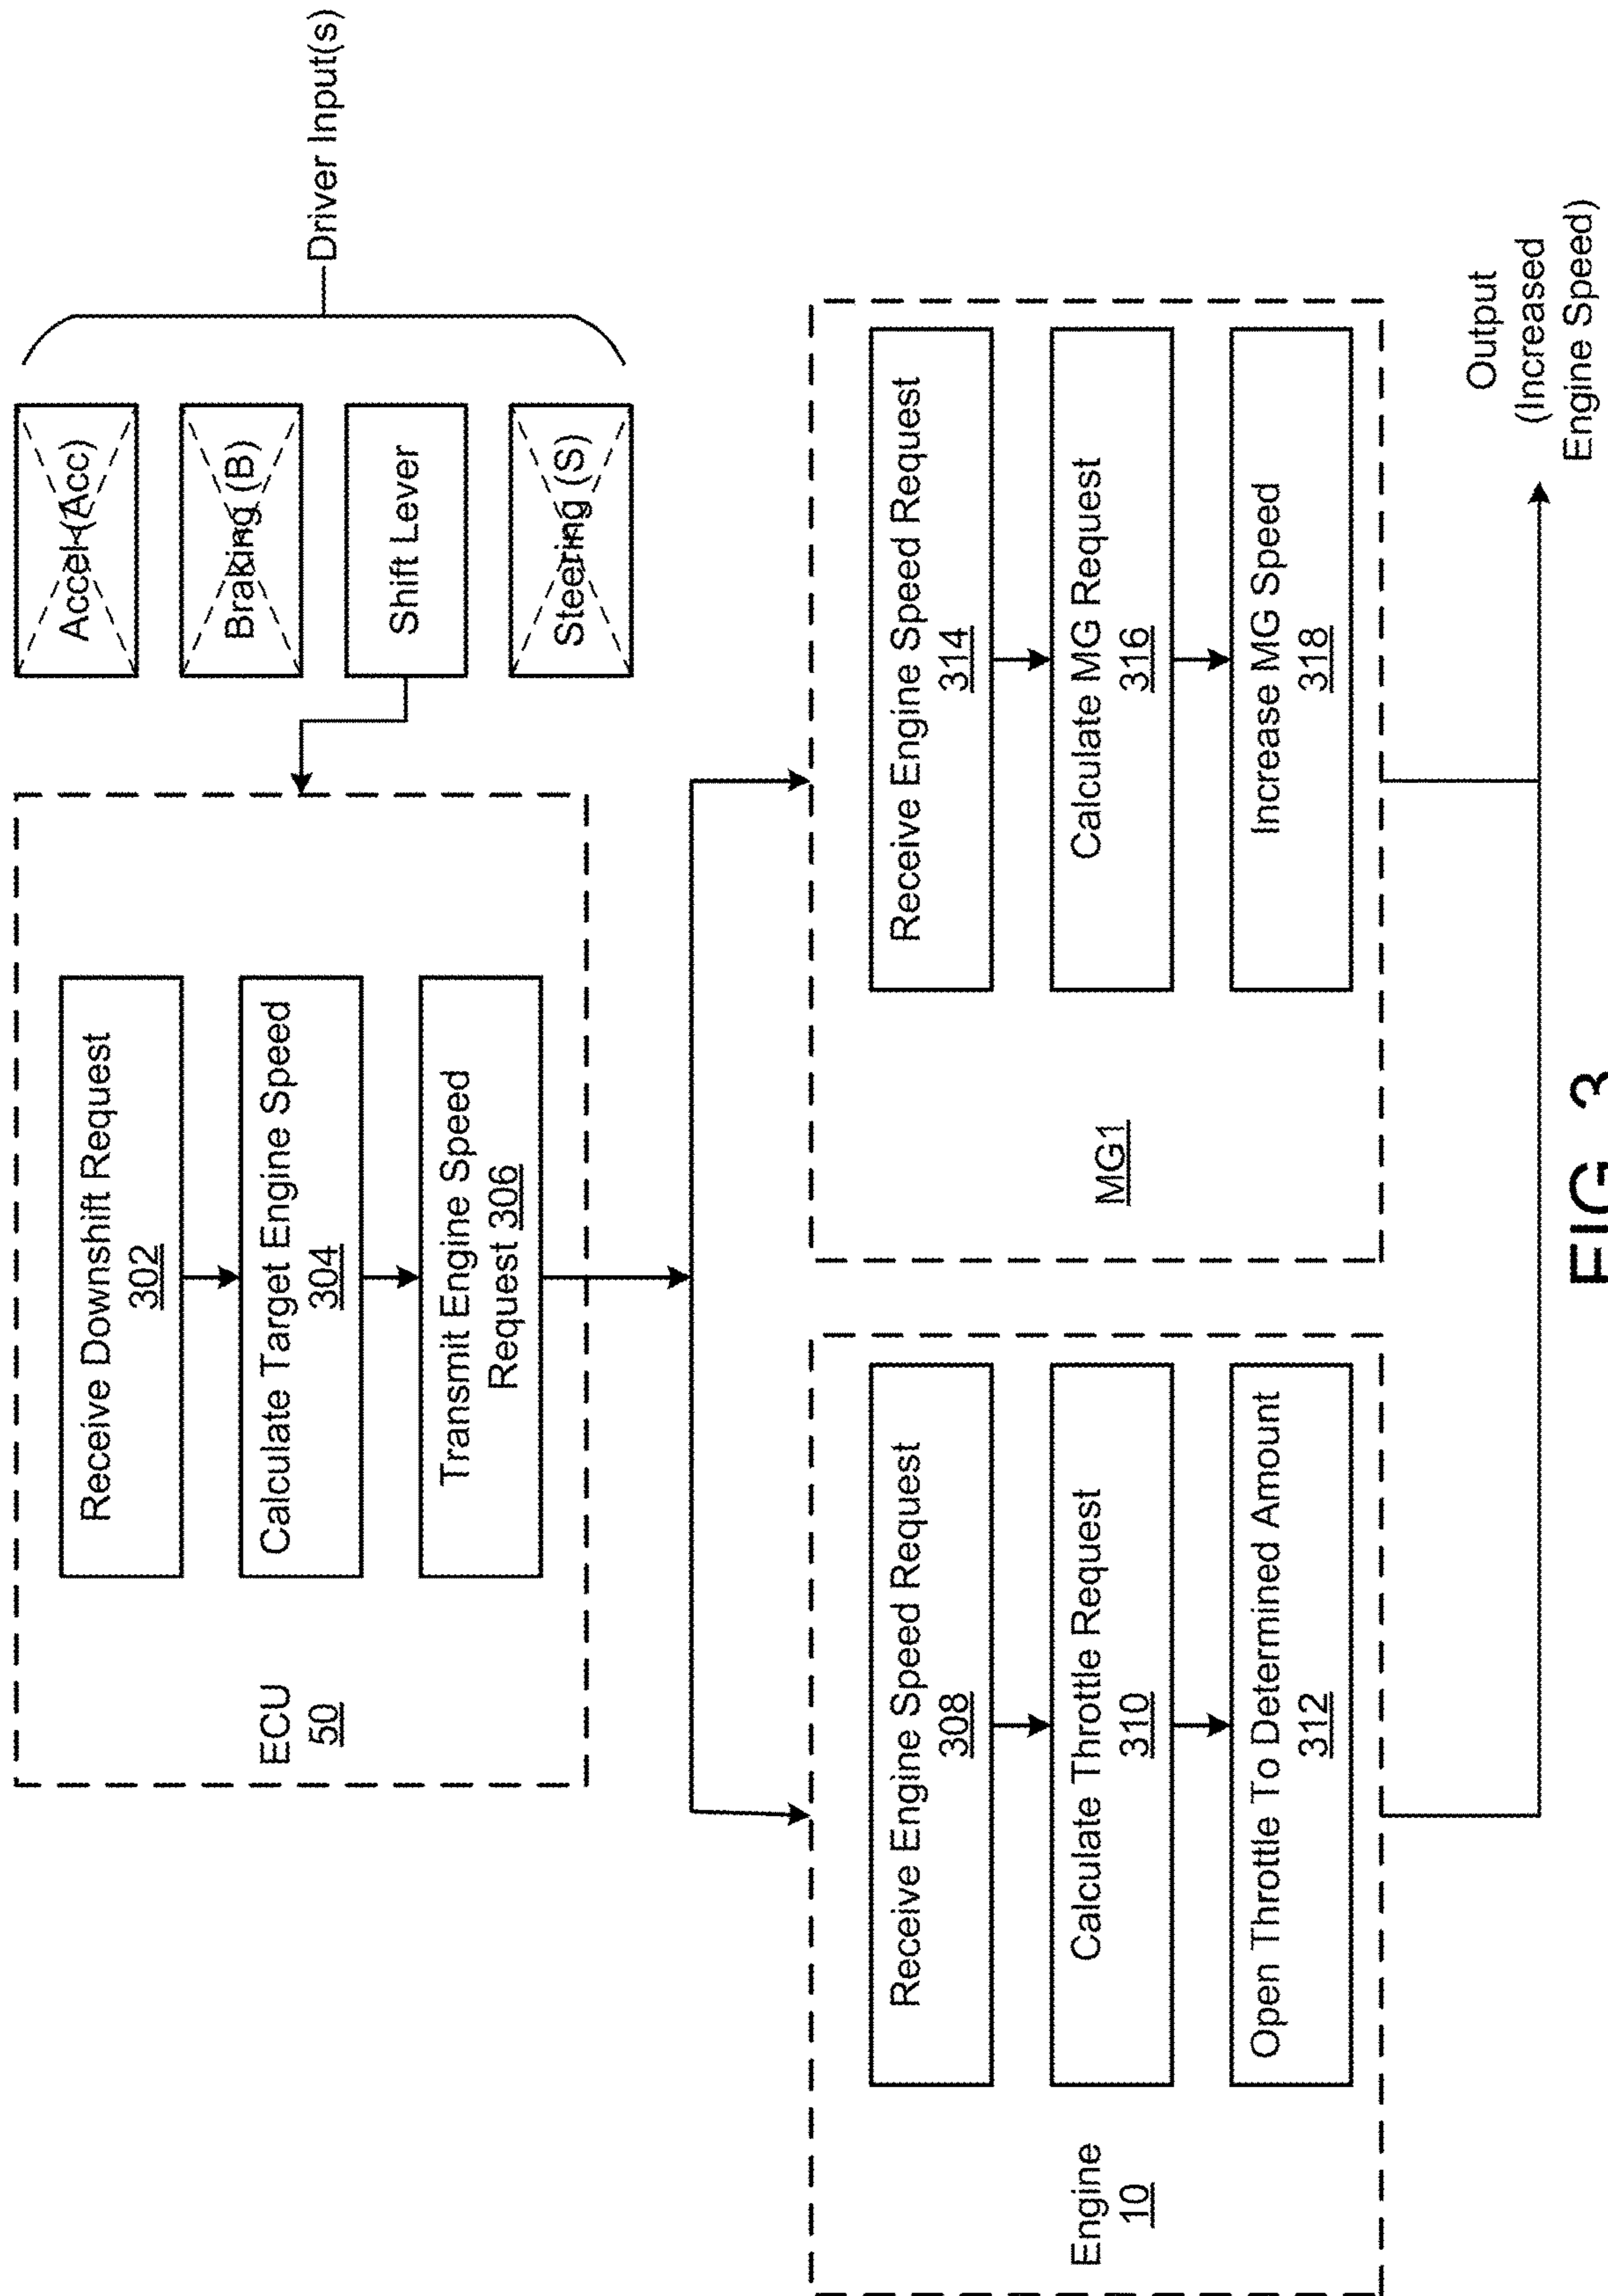 Accel (Acc)
Braking (B)
Shift Lever
Steering (S)
Driver Input(s)
ECU
50
Receive Downshift Request
302
Calculate Target Engine Speed
304
Transmit Engine Speed
Request 306
Engine
10
Receive Engine Speed Request
308
Calculate Throttle Request
310
Open Throttle To Determined Amount
312
MG1
Receive Engine Speed Request
314
Calculate MG Request
316
Increase MG Speed
318
Output
(Increased
Engine Speed)
FIG. 3